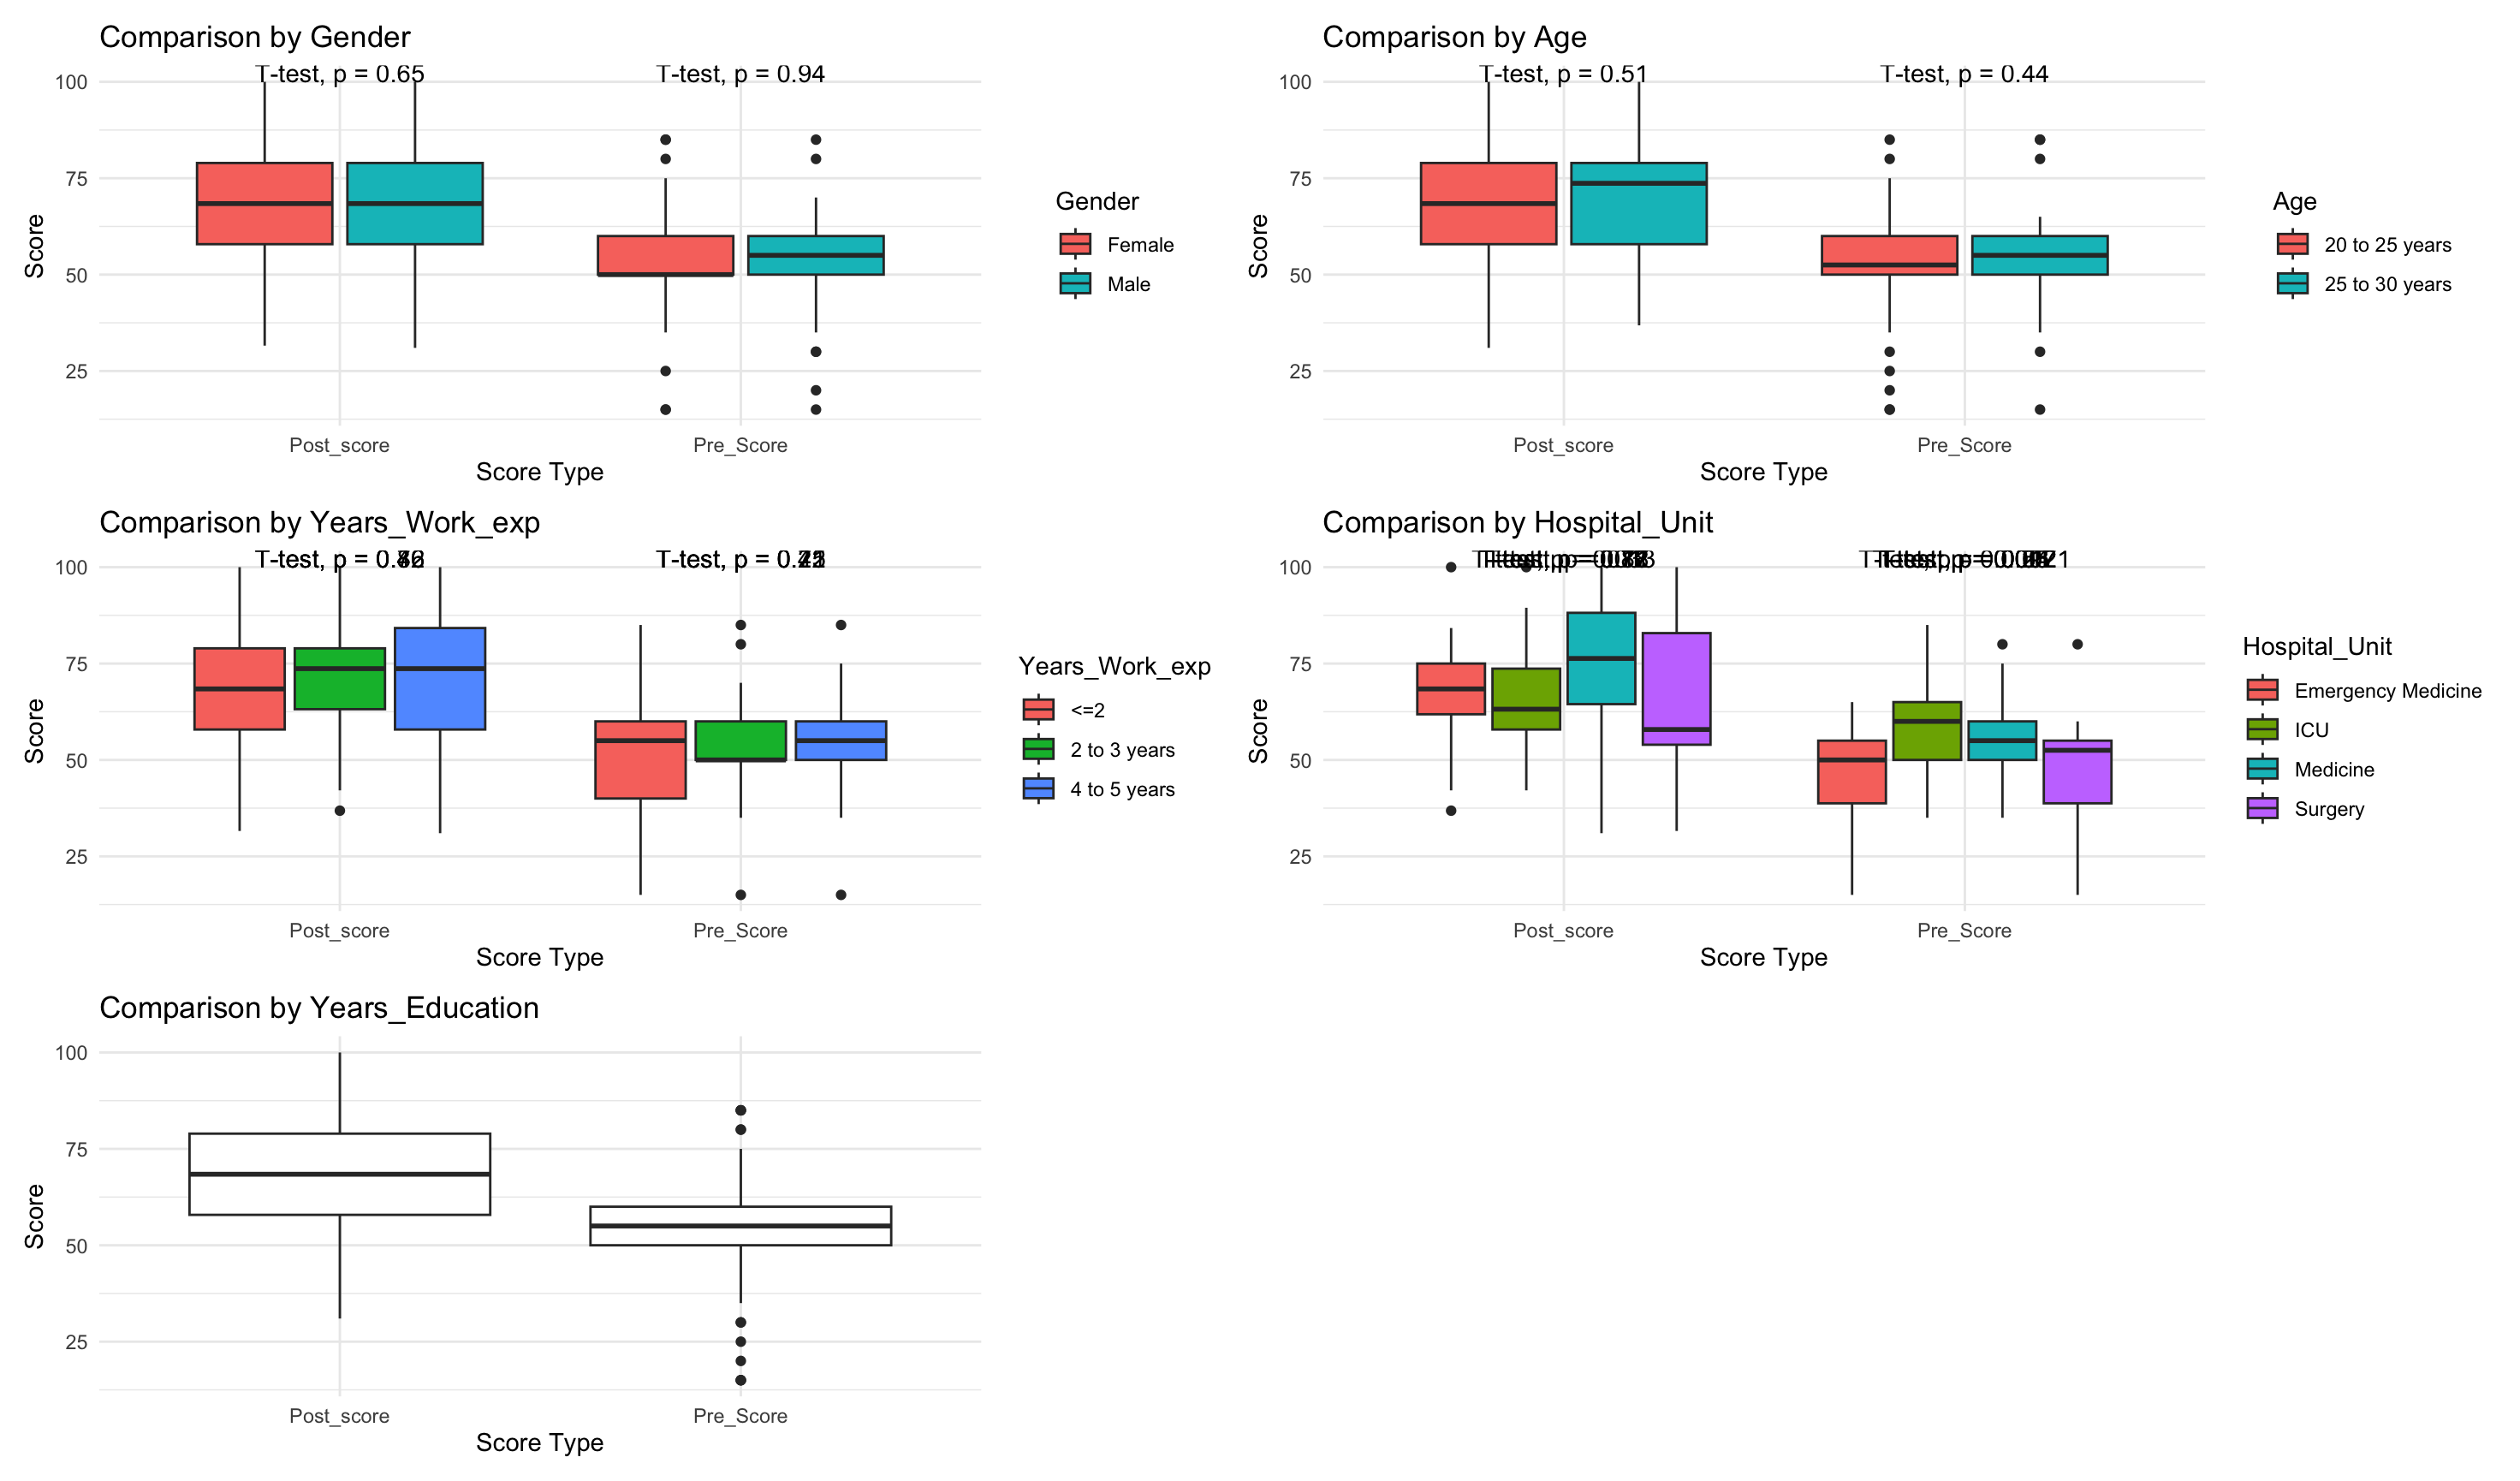 Comparison by Gender
T-test, p = 0.65
T-test, p = 0.94
100
75
50
25
Score
Post_score
Pre_Score
Score Type
Gender
Female
Male
Comparison by Age
T-test, p = 0.51
T-test, p = 0.44
100
75
50
25
Score
Post_score
Pre_Score
Score Type
Age
20 to 25 years
25 to 30 years
Comparison by Years_Work_exp
T-test, p =
T-test, p =
100
75
50
25
Score
Post_score
Pre_Score
Score Type
Years_Work_exp
<=2
2 to 3 years
4 to 5 years
Comparison by Hospital_Unit
100
75
50
25
Score
Post_score
Pre_Score
Score Type
Hospital_Unit
Emergency Medicine
ICU
Medicine
Surgery
Comparison by Years_Education
100
75
50
25
Score
Post_score
Pre_Score
Score Type